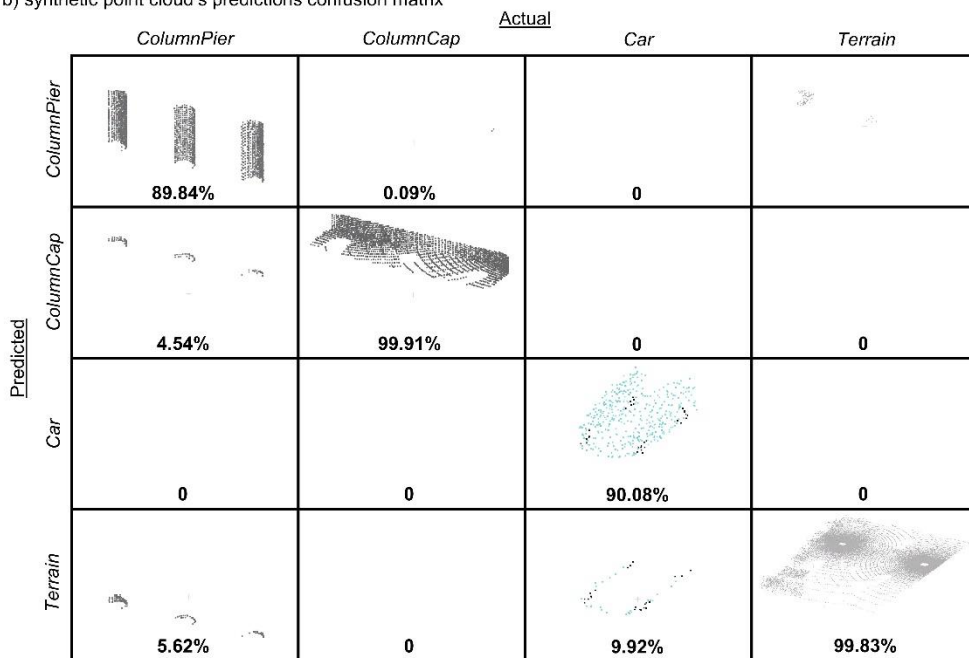 b) synthetic point cloud's predictions confusion matrix
Actual
ColumnPier ColumnCap Car Terrain
ColumnPier
89.84% 0.09% 0
ColumnCap
4.54% 99.91% 0 0
Predicted
Car
0 0 90.08% 0
Terrain
5.62% 0 9.92% 99.83%